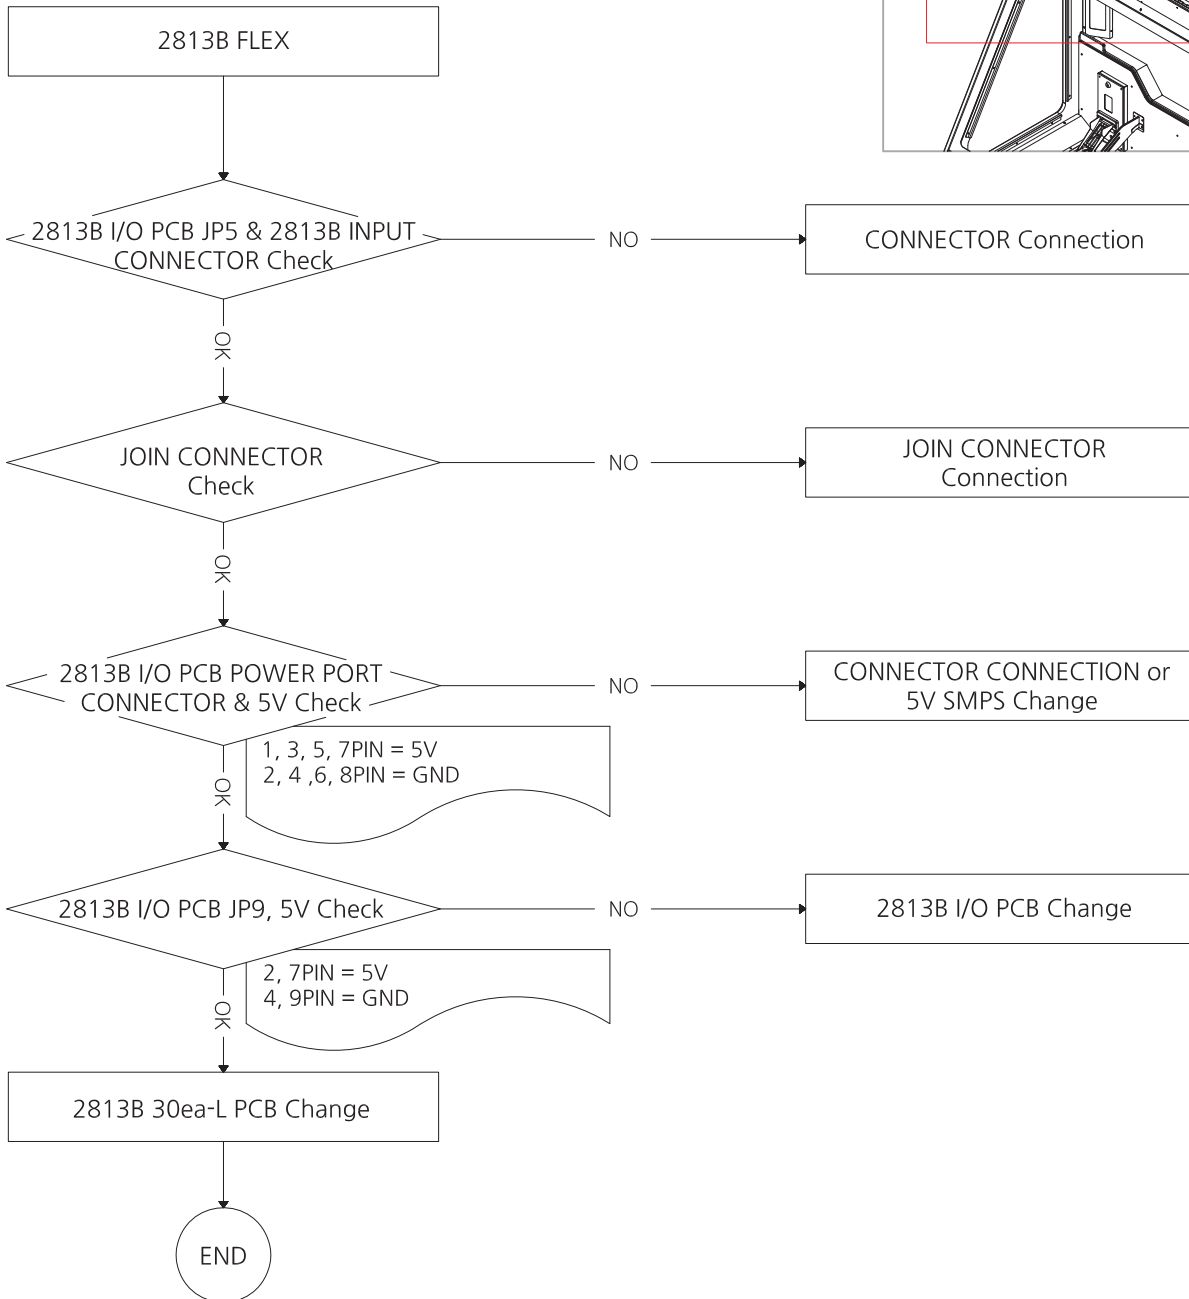 2813B FLEX
2813B I/O PCB JP5 & 2813B INPUT
CONNECTOR Check
NO
CONNECTOR Connection
OK
JOIN CONNECTOR
Check
NO
JOIN CONNECTOR
Connection
OK
2813B I/O PCB POWER PORT
CONNECTOR & 5V Check
NO
CONNECTOR CONNECTION or
5V SMPS Change
1, 3, 5, 7PIN = 5V
2, 4 ,6, 8PIN = GND
OK
2813B I/O PCB JP9, 5V Check
NO
2813B I/O PCB Change
2, 7PIN = 5V
4, 9PIN = GND
OK
2813B 30ea-L PCB Change
END